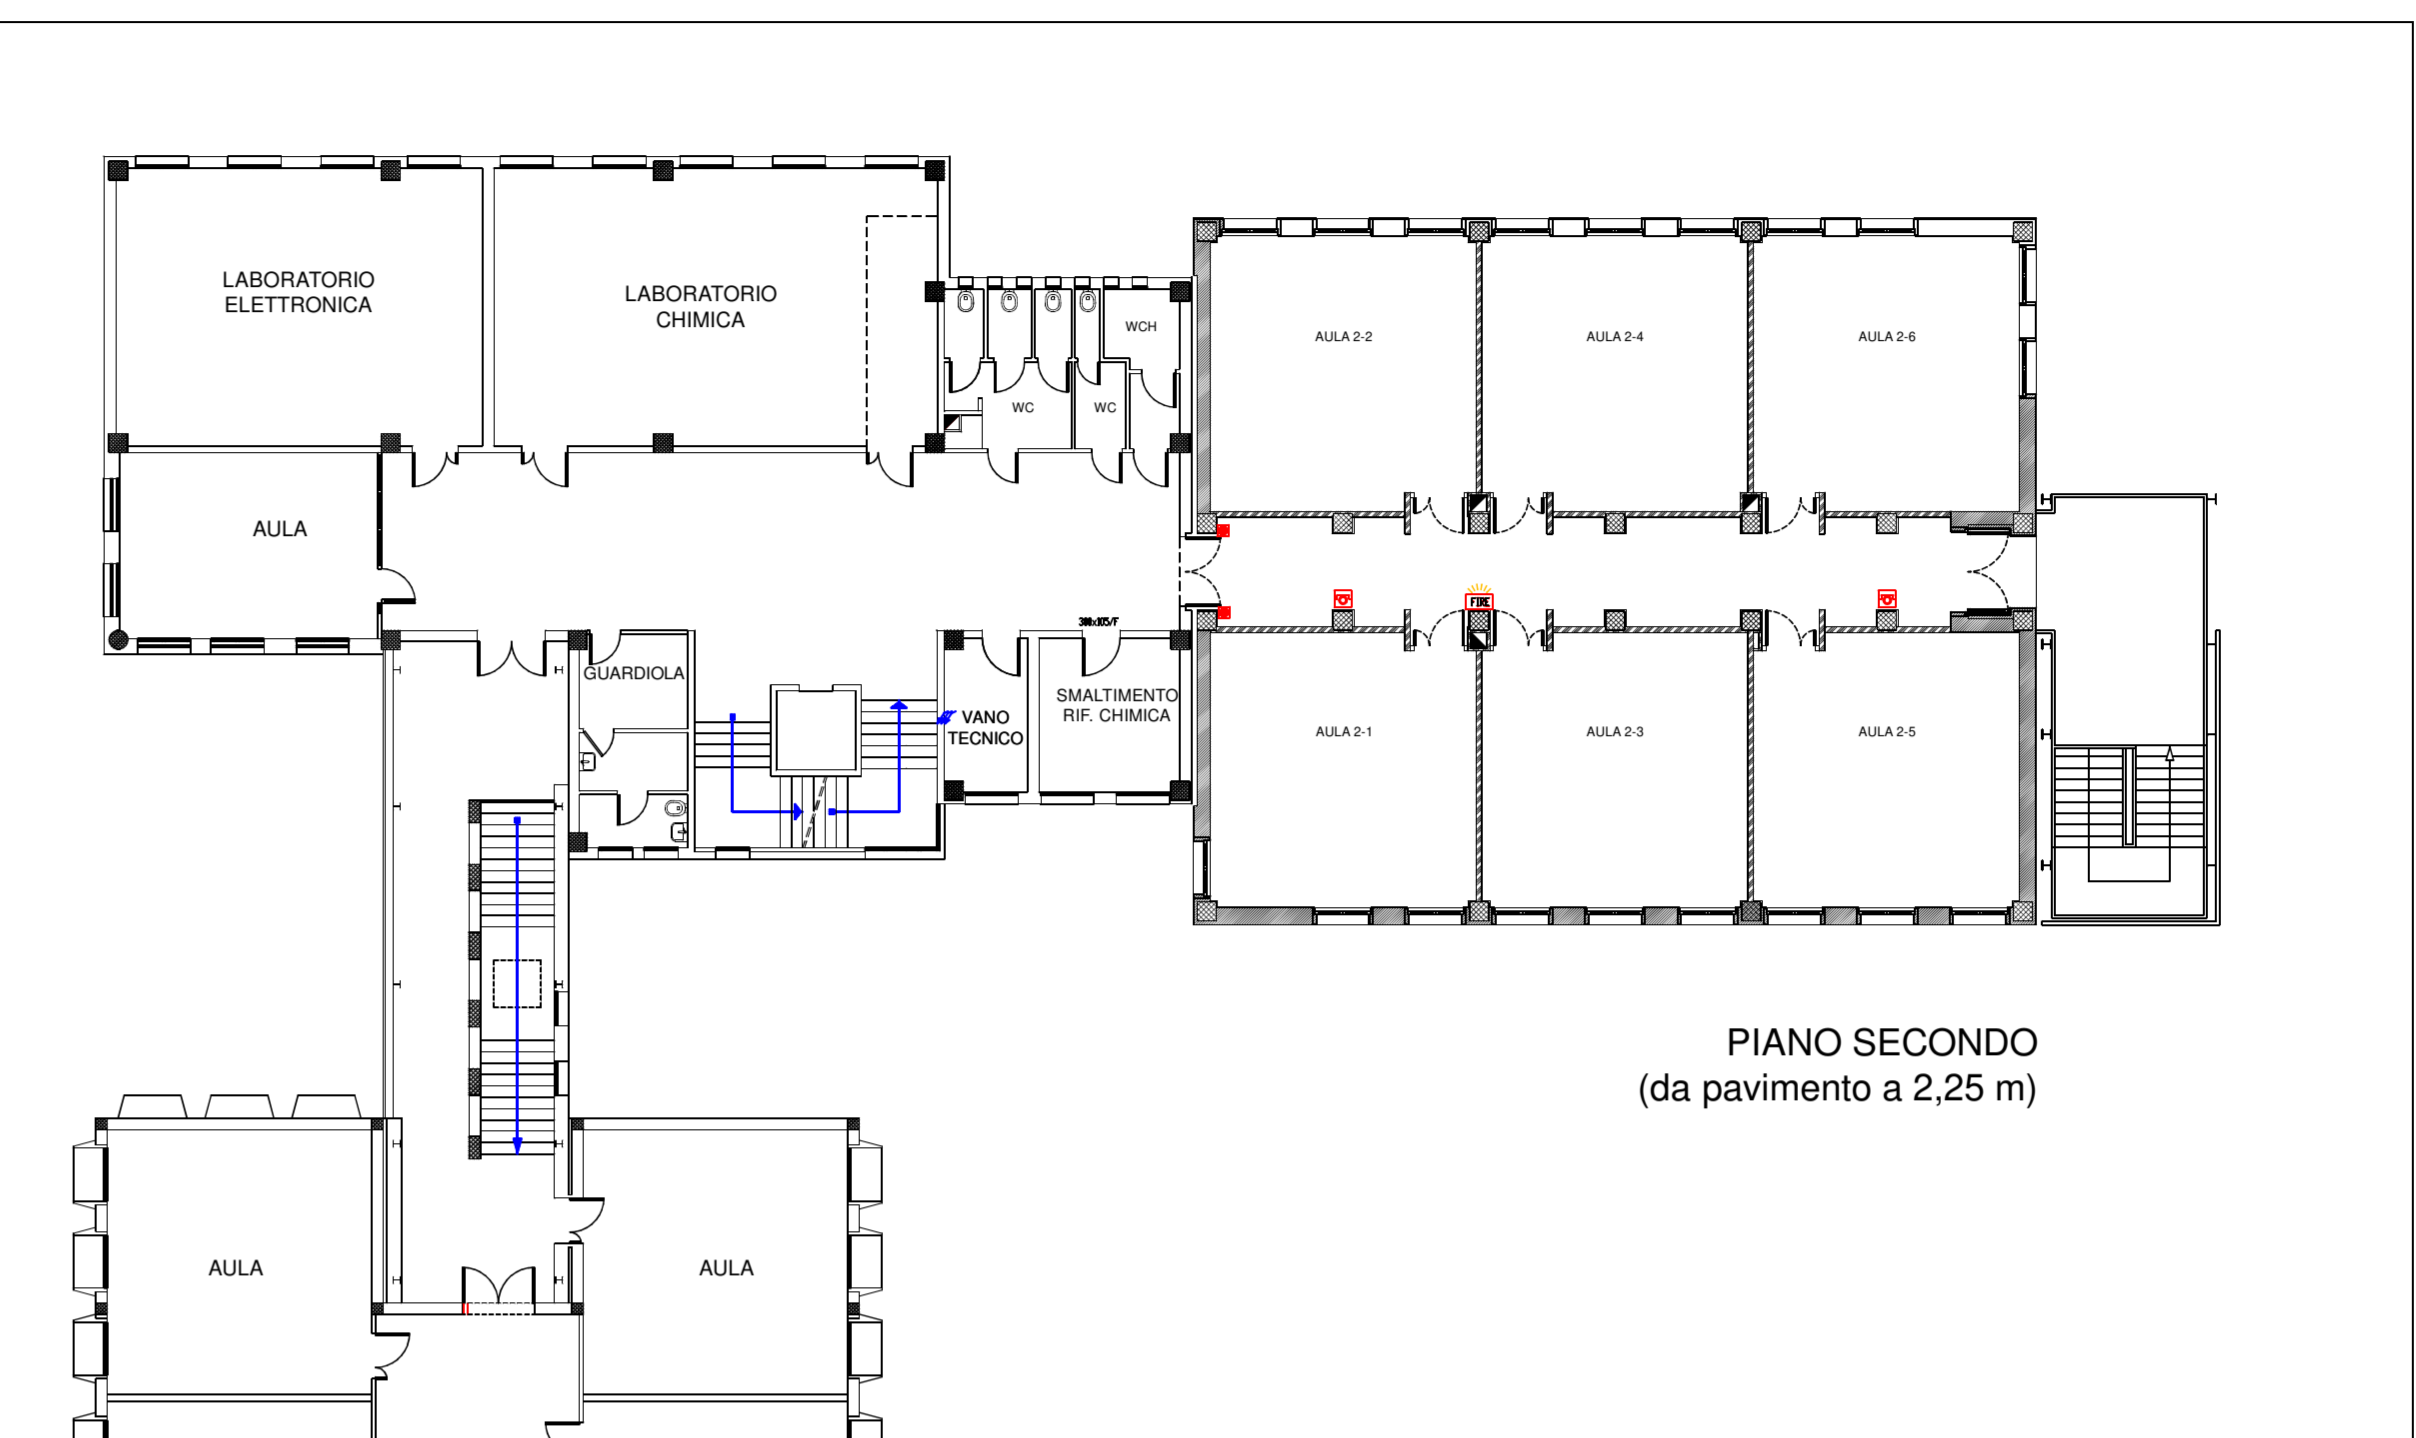 LABORATORIO
ELETTRONICA
LABORATORIO
CHIMICA
WCH
AULA 2-2
AULA 2-4
AULA 2-6
WC
WC
AULA
FIRE
300x105/F
GUARDIOLA
SMALTIMENTO
RIF. CHIMICA
VANO
TECNICO
AULA 2-1
AULA 2-3
AULA 2-5
PIANO SECONDO
(da pavimento a 2,25 m)
AULA
AULA